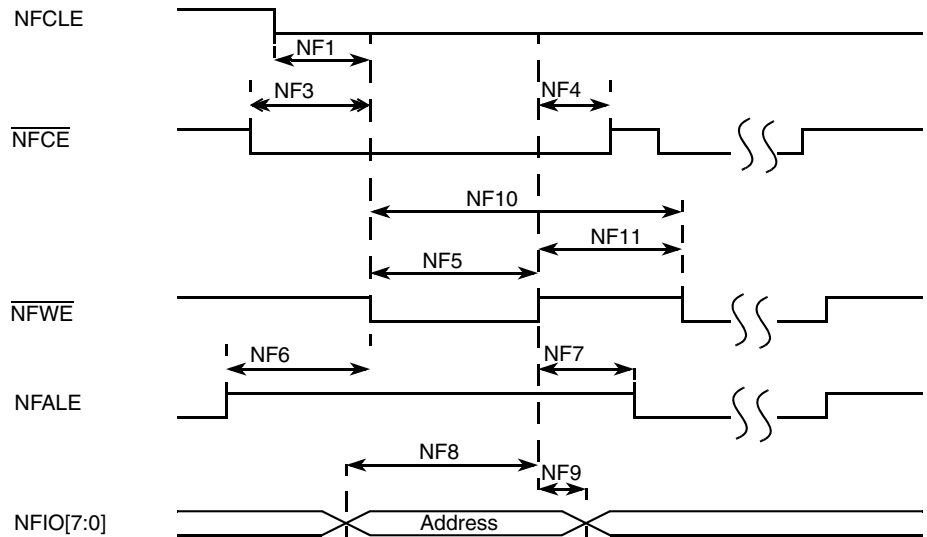 NFCLE
NF1
NF3
NF4
NFCE
NF10
NF11
NF5
NFWE
NF6
NF7
NFALE
NF8
NF9
NFIO[7:0]
Address